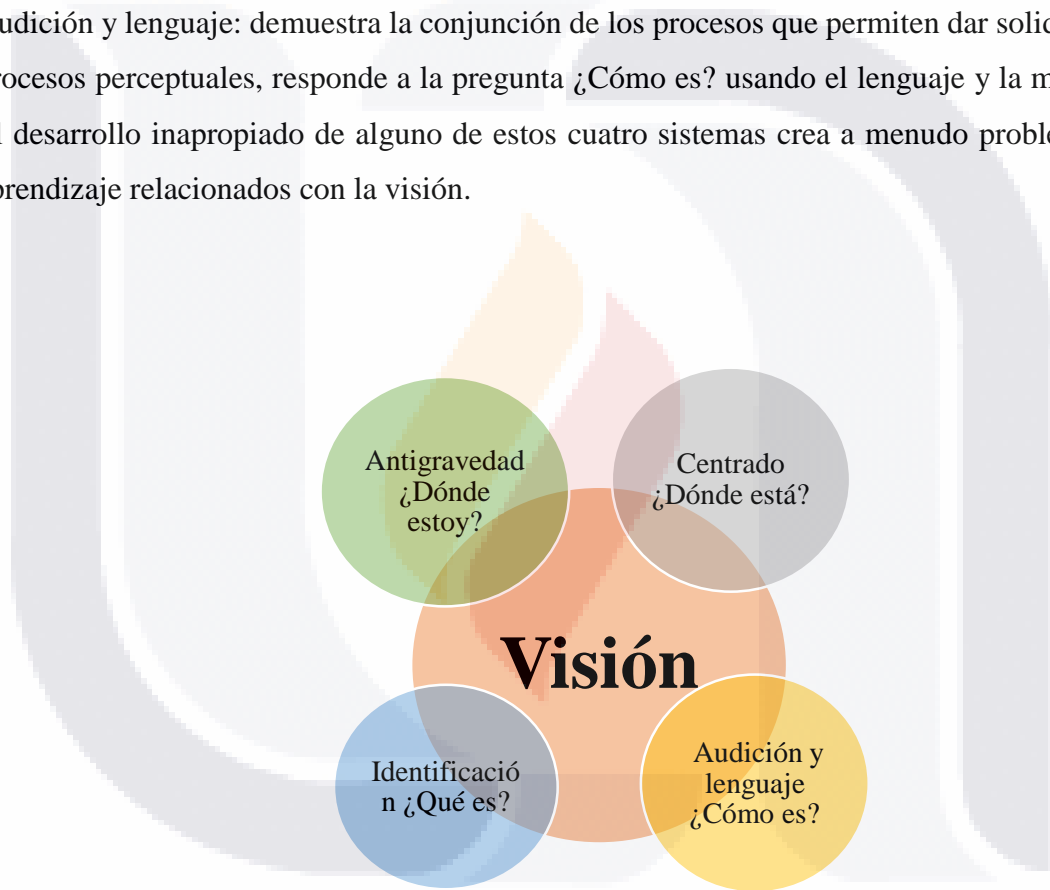 udición y lenguaje: demuestra la conjunción de los procesos que permiten dar solid
rocesos perceptuales, responde a la pregunta ¿Cómo es? usando el lenguaje y la m
l desarrollo inapropiado de alguno de estos cuatro sistemas crea a menudo proble
prendizaje relacionados con la visión.
Antigravedad
¿Dónde
estoy?
Centrado
¿Dónde está?
Visión
Identificació
n ¿Qué es?
Audición y
lenguaje
¿Cómo es?